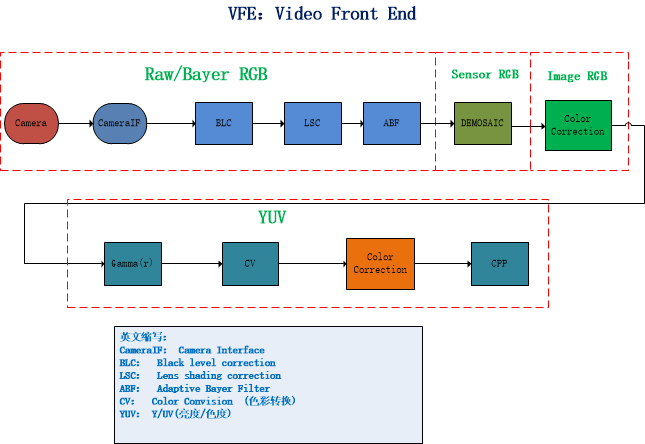 VFE：Video Front End
Raw/Bayer RGB
Sensor RGB
Image RGB
Camera
CameraIF
BLC
LSC
ABF
DEMOSAIC
Color
Correction
YUV
Gamma(r)
CV
Color
Correction
CPP
英文缩写：
CameraIF： Camera Interface
BLC： Black level correction
LSC： Lens shading correction
ABF： Adaptive Bayer Filter
CV： Color Convision （色彩转换）
YUV： Y/UV(亮度/色度)